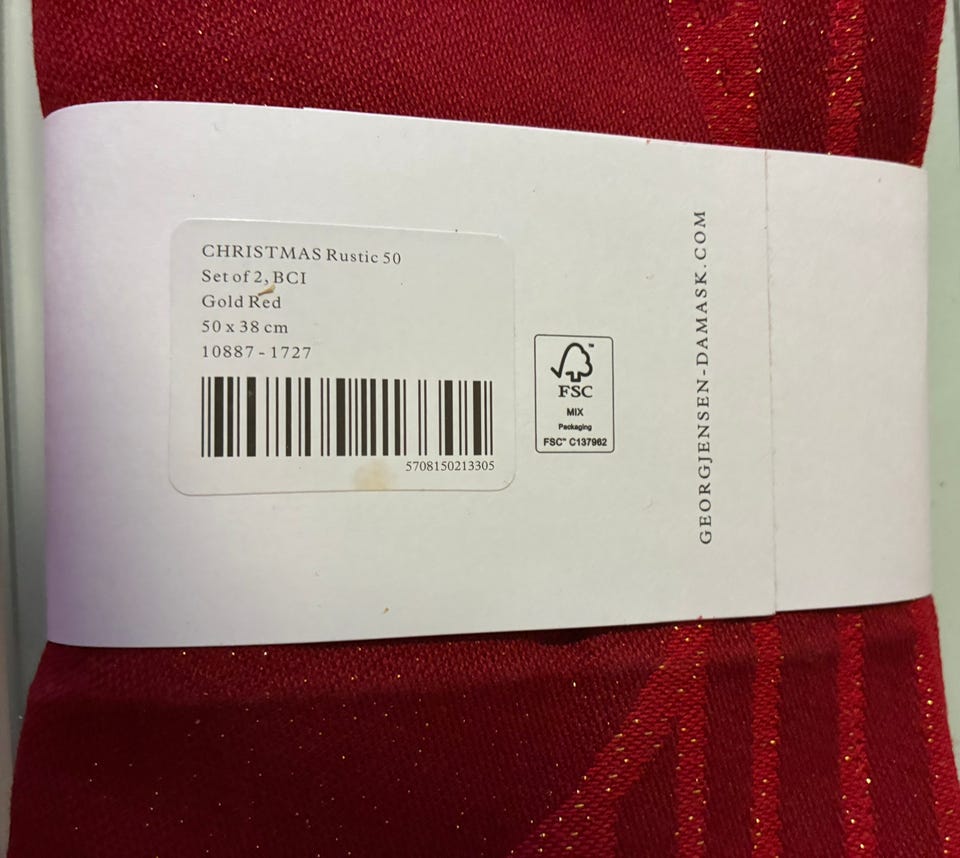 CHRISTMAS Rustic 50
Set of 2, BCI
Gold Red
50 x 38 cm
10887 - 1727
5708150213305
™
FSC
MIX
Packaging
FSC™ C137962
GEORGJENSEN-DAMASK.COM